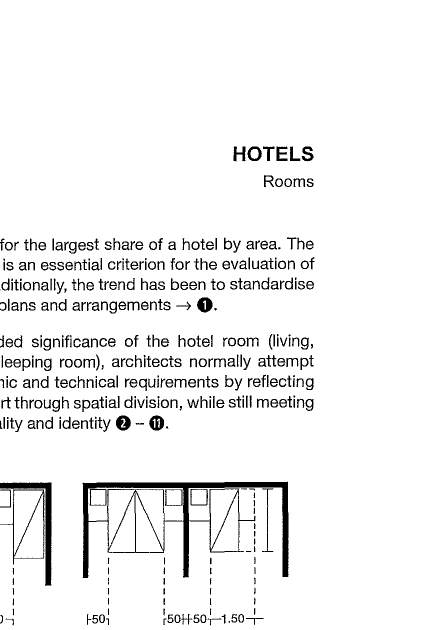 HOTELS
Rooms
for the largest share of a hotel by area. The
is an essential criterion for the evaluation of
ditionally, the trend has been to standardise
plans and arrangements → ❶.
ded significance of the hotel room (living,
leeping room), architects normally attempt
nic and technical requirements by reflecting
rt through spatial division, while still meeting
ality and identity ❷ – ⓫.
50 50 50 1.50